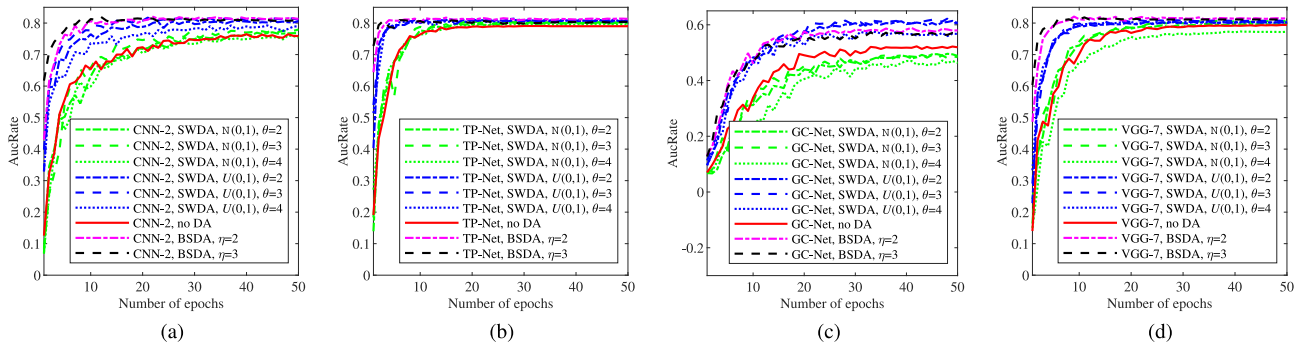 AucRate
0.8
0.7
0.6
0.5
0.4
0.3
0.2
0.1
0
CNN-2, SWDA, ℕ(0,1), θ=2
CNN-2, SWDA, ℕ(0,1), θ=3
CNN-2, SWDA, ℕ(0,1), θ=4
CNN-2, SWDA, U(0,1), θ=2
CNN-2, SWDA, U(0,1), θ=3
CNN-2, SWDA, U(0,1), θ=4
CNN-2, no DA
CNN-2, BSDA, η=2
CNN-2, BSDA, η=3
10 20 30 40 50
Number of epochs
(a)
AucRate
0.8
0.7
0.6
0.5
0.4
0.3
0.2
0.1
0
TP-Net, SWDA, ℕ(0,1), θ=2
TP-Net, SWDA, ℕ(0,1), θ=3
TP-Net, SWDA, ℕ(0,1), θ=4
TP-Net, SWDA, U(0,1), θ=2
TP-Net, SWDA, U(0,1), θ=3
TP-Net, SWDA, U(0,1), θ=4
TP-Net, no DA
TP-Net, BSDA, η=2
TP-Net, BSDA, η=3
10 20 30 40 50
Number of epochs
(b)
AucRate
0.6
0.4
0.2
0
-0.2
GC-Net, SWDA, ℕ(0,1), θ=2
GC-Net, SWDA, ℕ(0,1), θ=3
GC-Net, SWDA, ℕ(0,1), θ=4
GC-Net, SWDA, U(0,1), θ=2
GC-Net, SWDA, U(0,1), θ=3
GC-Net, SWDA, U(0,1), θ=4
GC-Net, no DA
GC-Net, BSDA, η=2
GC-Net, BSDA, η=3
10 20 30 40 50
Number of epochs
(c)
AucRate
0.8
0.7
0.6
0.5
0.4
0.3
0.2
0.1
0
VGG-7, SWDA, ℕ(0,1), θ=2
VGG-7, SWDA, ℕ(0,1), θ=3
VGG-7, SWDA, ℕ(0,1), θ=4
VGG-7, SWDA, U(0,1), θ=2
VGG-7, SWDA, U(0,1), θ=3
VGG-7, SWDA, U(0,1), θ=4
VGG-7, no DA
VGG-7, BSDA, η=2
VGG-7, BSDA, η=3
10 20 30 40 50
Number of epochs
(d)